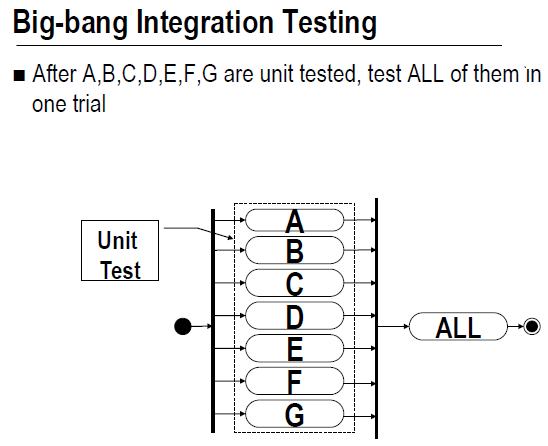 Big-bang Integration Testing
■ After A,B,C,D,E,F,G are unit tested, test ALL of them in
one trial
Unit
Test
A
B
C
D
E
F
G
ALL